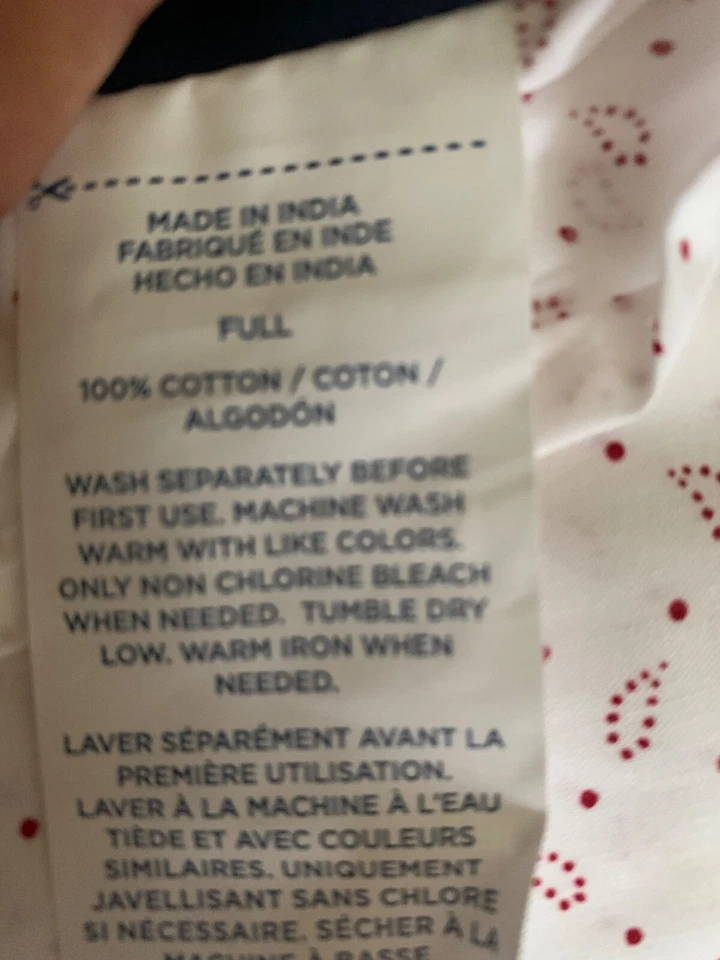 MADE IN INDIA
FABRIQUÉ EN INDE
HECHO EN INDIA
FULL
100% COTTON / COTON /
ALGODÓN
WASH SEPARATELY BEFORE
FIRST USE. MACHINE WASH
WARM WITH LIKE COLORS.
ONLY NON CHLORINE BLEACH
WHEN NEEDED. TUMBLE DRY
LOW. WARM IRON WHEN
NEEDED.
LAVER SÉPARÉMENT AVANT LA
PREMIÈRE UTILISATION.
LAVER À LA MACHINE À L'EAU
TIÈDE ET AVEC COULEURS
SIMILAIRES. UNIQUEMENT
JAVELLISANT SANS CHLORE
SI NÉCESSAIRE. SÉCHER À LA
MACHINE À BASSE